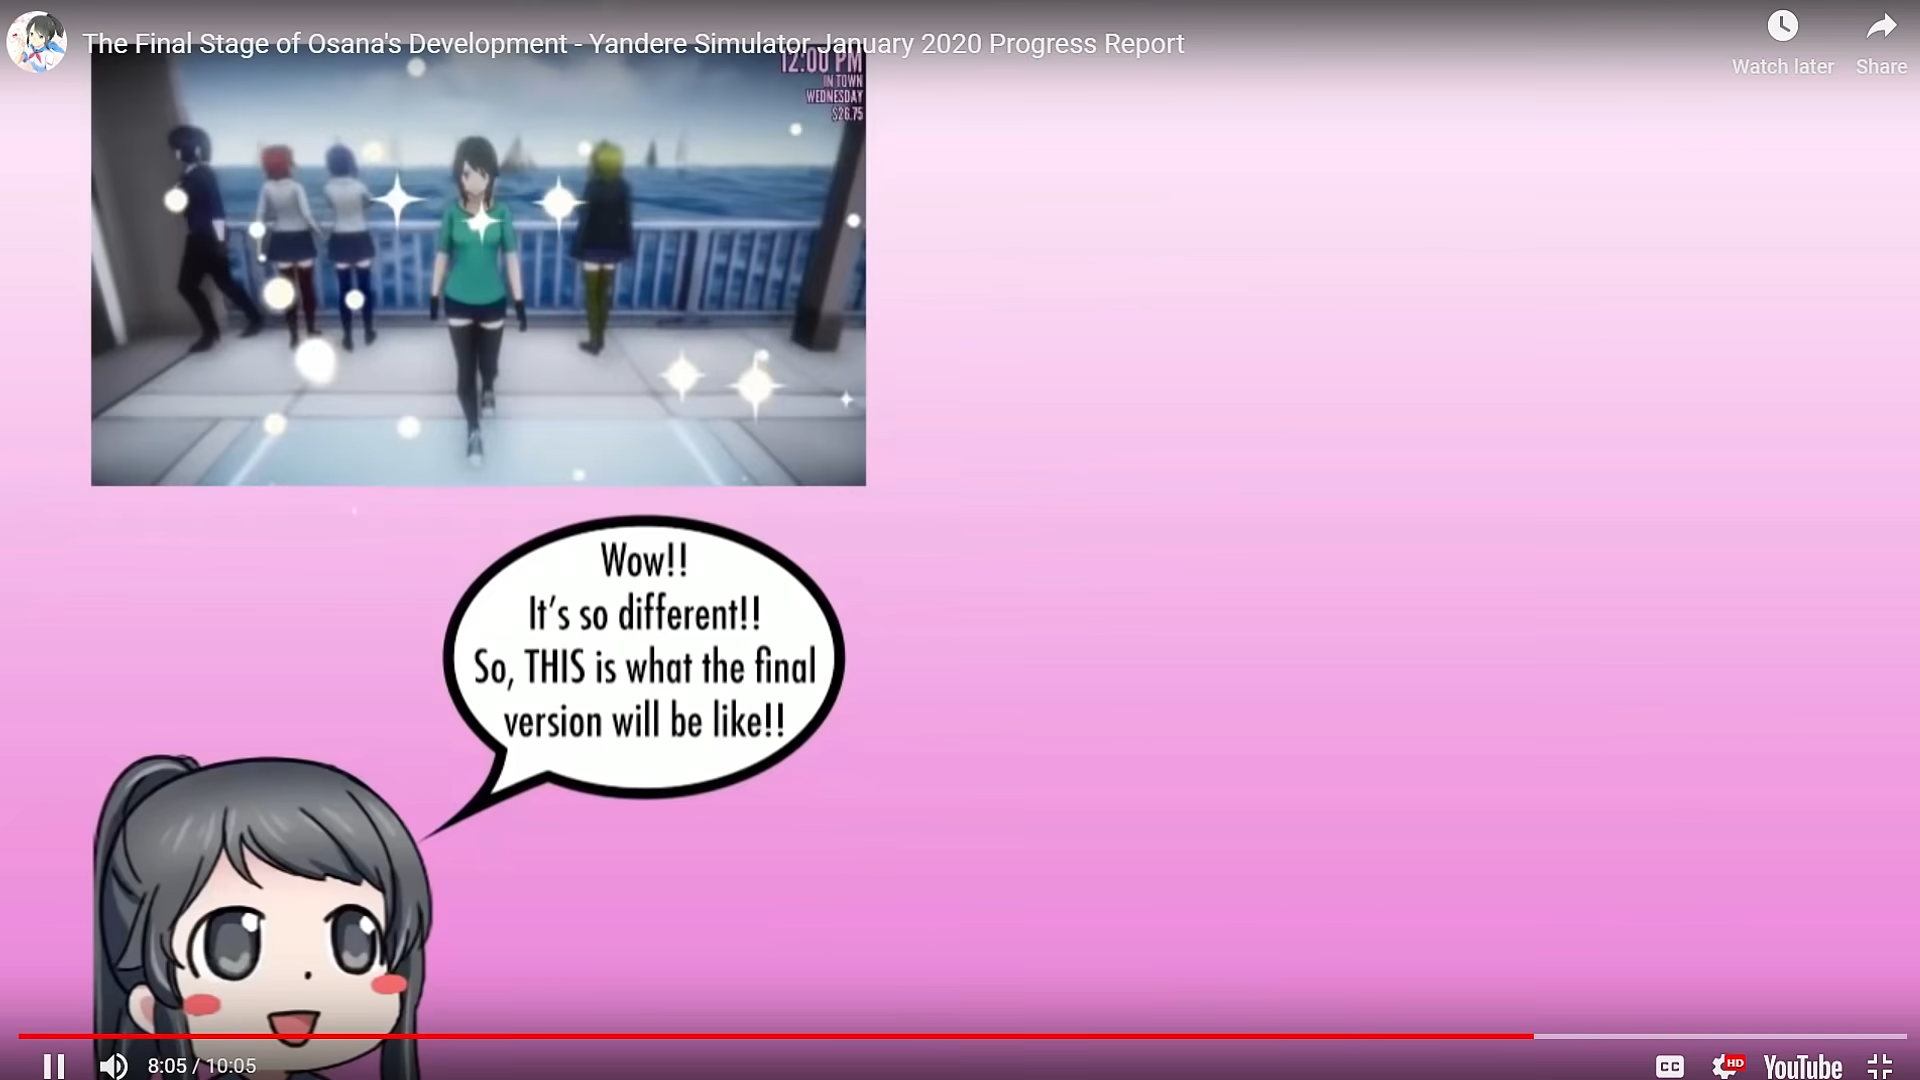 The Final Stage of Osana's Development - Yandere Simulator January 2020 Progress Report
Watch later
Share
12:00 PM
IN TOWN
WEDNESDAY
$26.75
Wow!!
It's so different!!
So, THIS is what the final
version will be like!!
8:05 / 10:05
CC
HD
YouTube